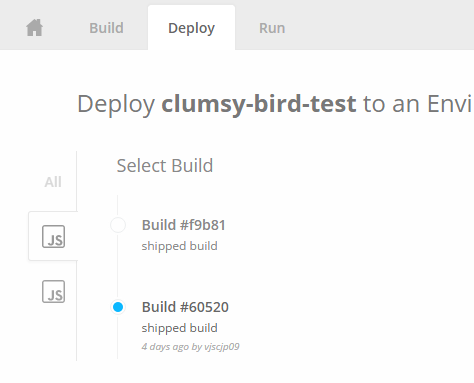 Build
Deploy
Run
Deploy clumsy-bird-test to an Envi
Select Build
All
JS
Build #f9b81
shipped build
JS
Build #60520
shipped build
4 days ago by vjscjp09